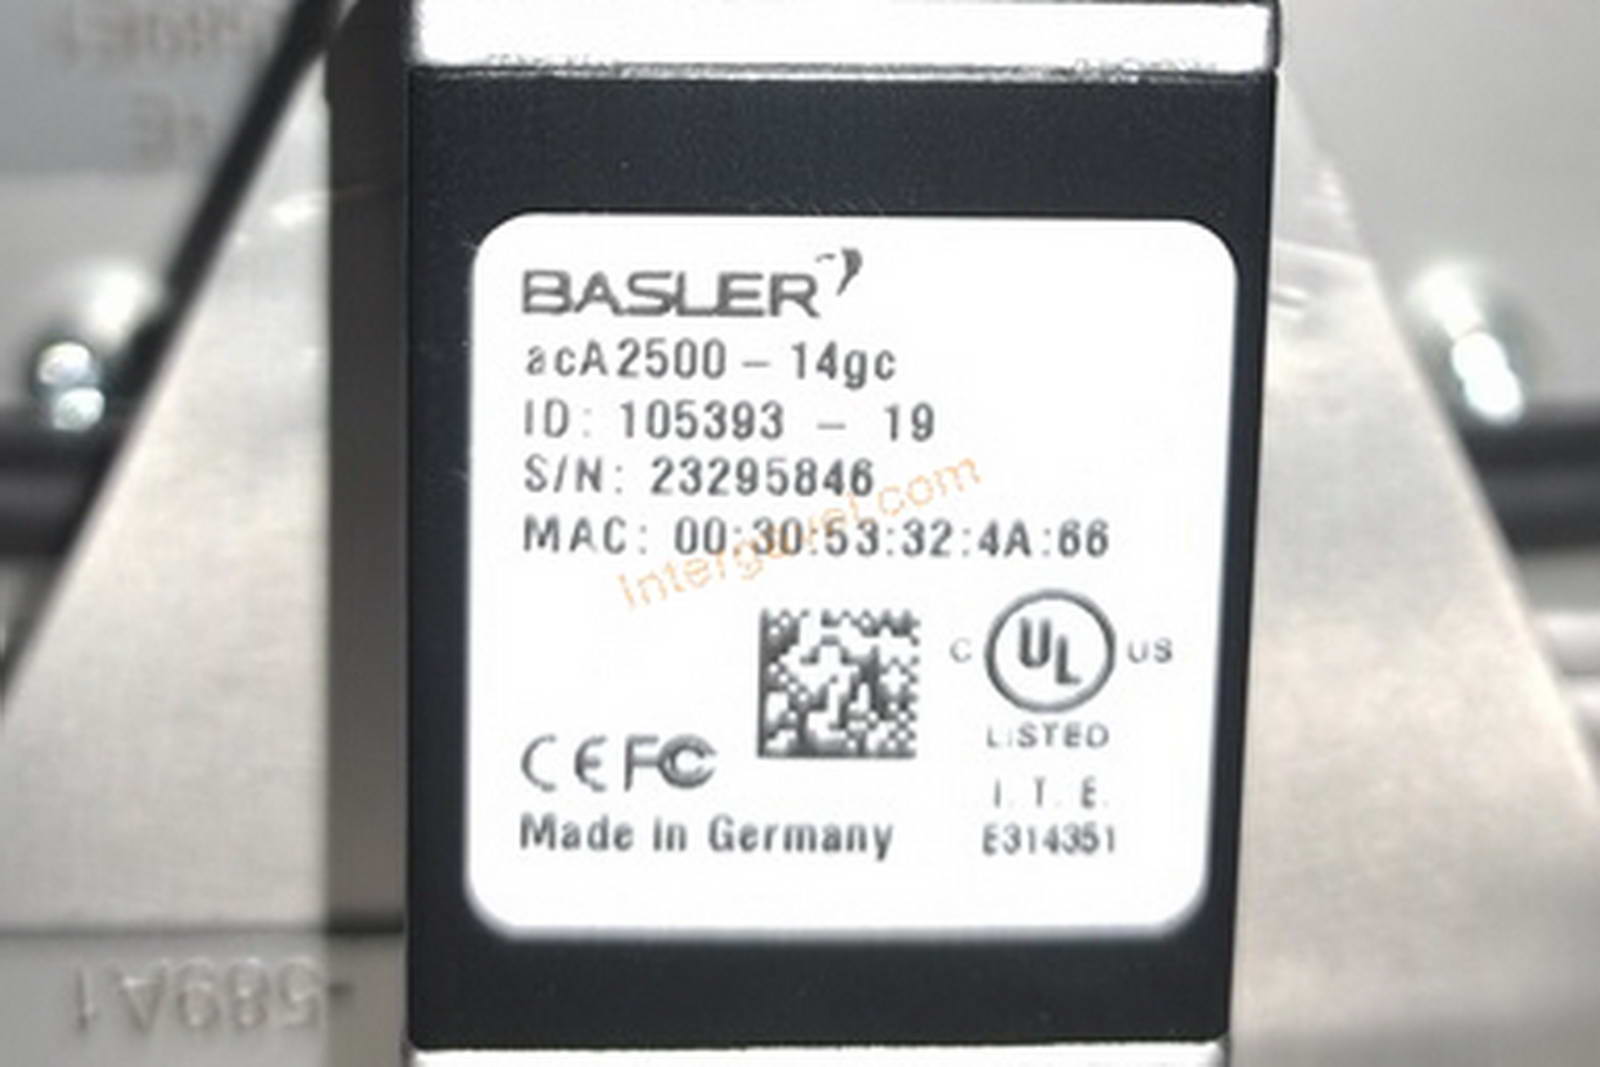 BASLER
acA2500 - 14gc
ID: 105393 - 19
S/N: 23295846
MAC: 00:30:53:32:4A:66
C UL US
LISTED
CE FC
I. T. E.
Made in Germany
E314351